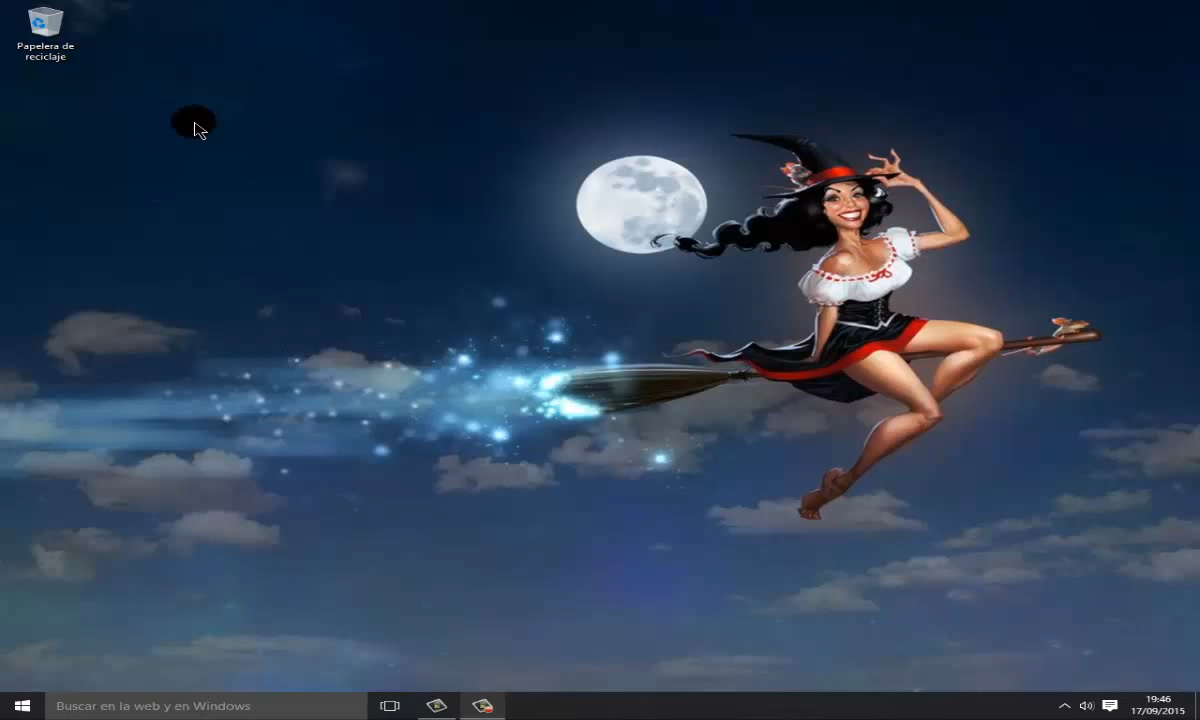 Papelera de
reciclaje
Buscar en la web y en Windows
19:46
17/09/2015